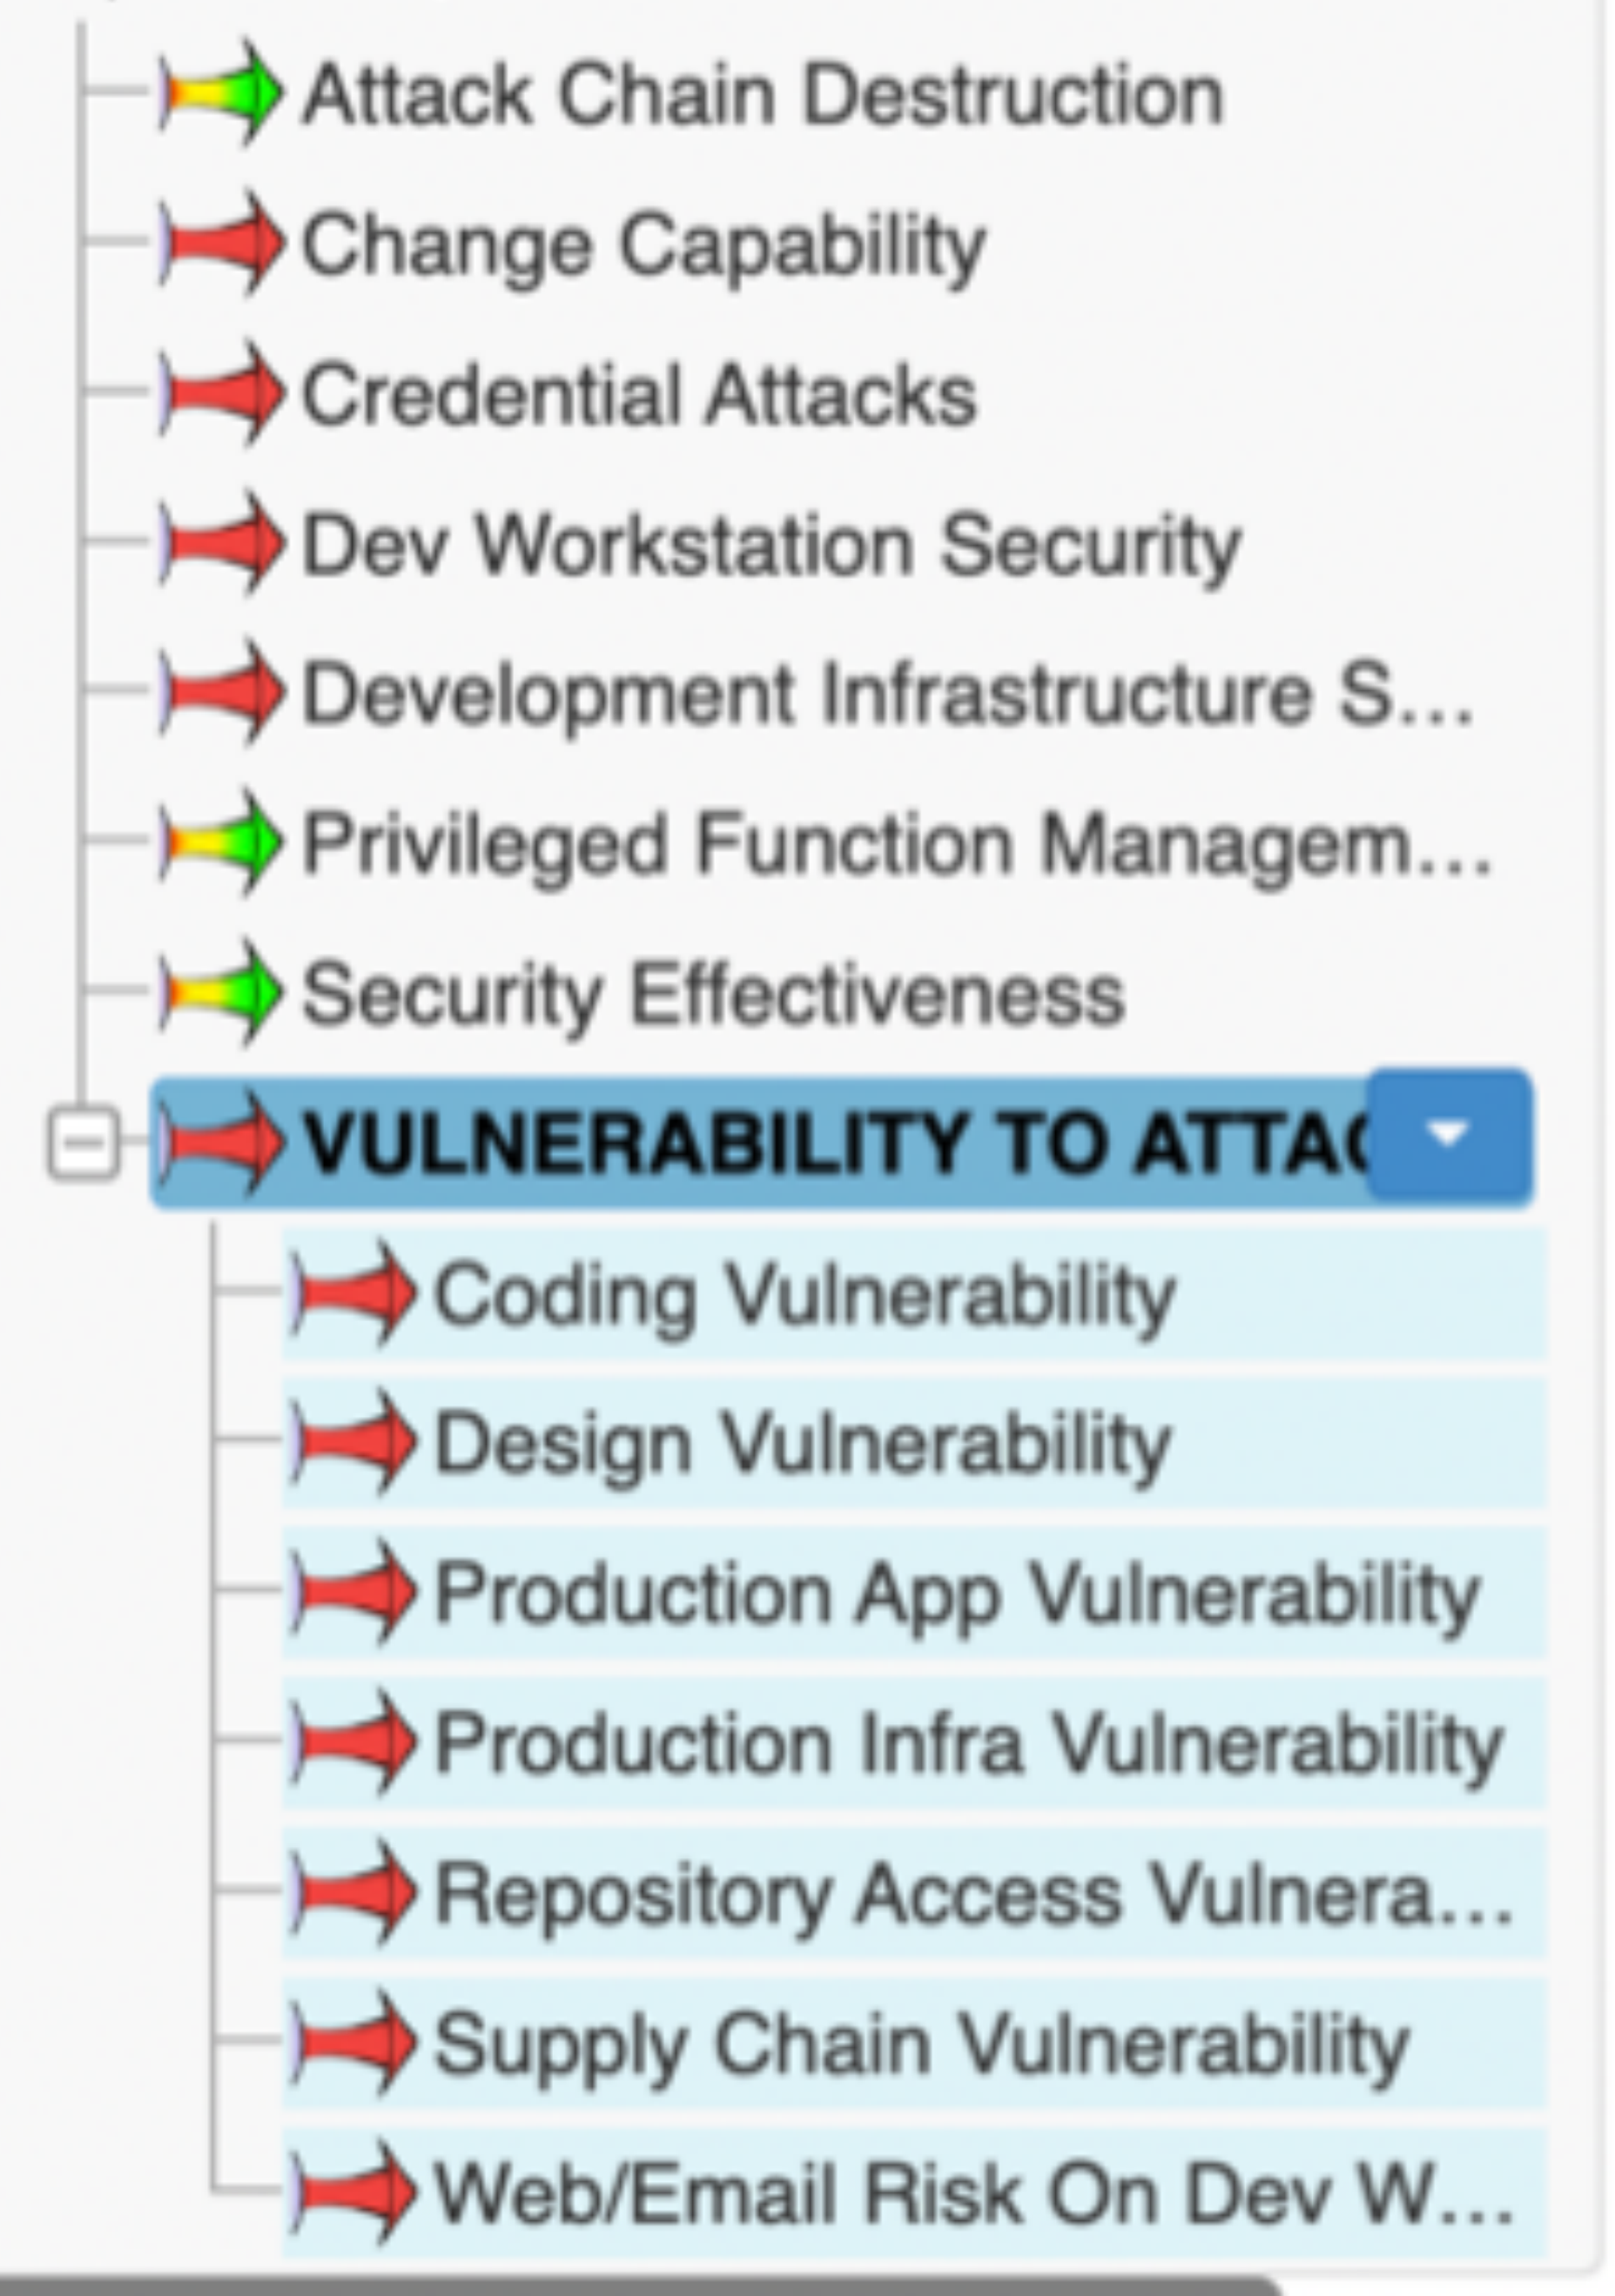 Attack Chain Destruction
Change Capability
Credential Attacks
Dev Workstation Security
Development Infrastructure S...
Privileged Function Managem...
Security Effectiveness
VULNERABILITY TO ATTAC
Coding Vulnerability
Design Vulnerability
Production App Vulnerability
Production Infra Vulnerability
Repository Access Vulnera...
Supply Chain Vulnerability
Web/Email Risk On Dev W...